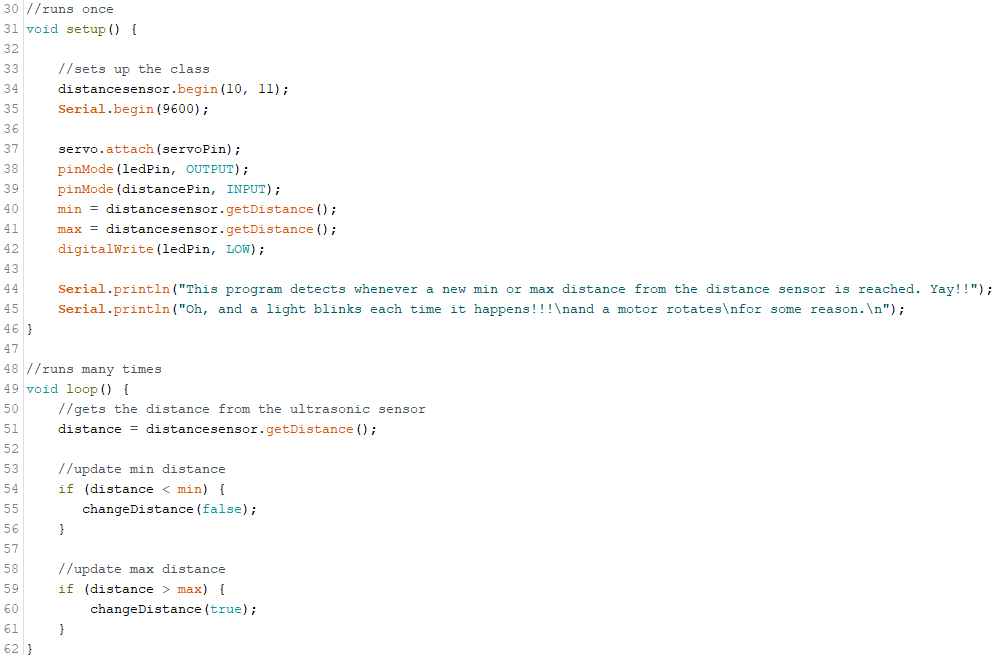 30 //runs once
31 void setup() {
32
33     //sets up the class
34     distancesensor.begin(10, 11);
35     Serial.begin(9600);
36
37     servo.attach(servoPin);
38     pinMode(ledPin, OUTPUT);
39     pinMode(distancePin, INPUT);
40     min = distancesensor.getDistance();
41     max = distancesensor.getDistance();
42     digitalWrite(ledPin, LOW);
43
44     Serial.println("This program detects whenever a new min or max distance from the distance sensor is reached. Yay!!");
45     Serial.println("Oh, and a light blinks each time it happens!!!\nand a motor rotates\nfor some reason.\n");
46 }
47
48 //runs many times
49 void loop() {
50     //gets the distance from the ultrasonic sensor
51     distance = distancesensor.getDistance();
52
53     //update min distance
54     if (distance < min) {
55        changeDistance(false);
56     }
57
58     //update max distance
59     if (distance > max) {
60         changeDistance(true);
61     }
62 }